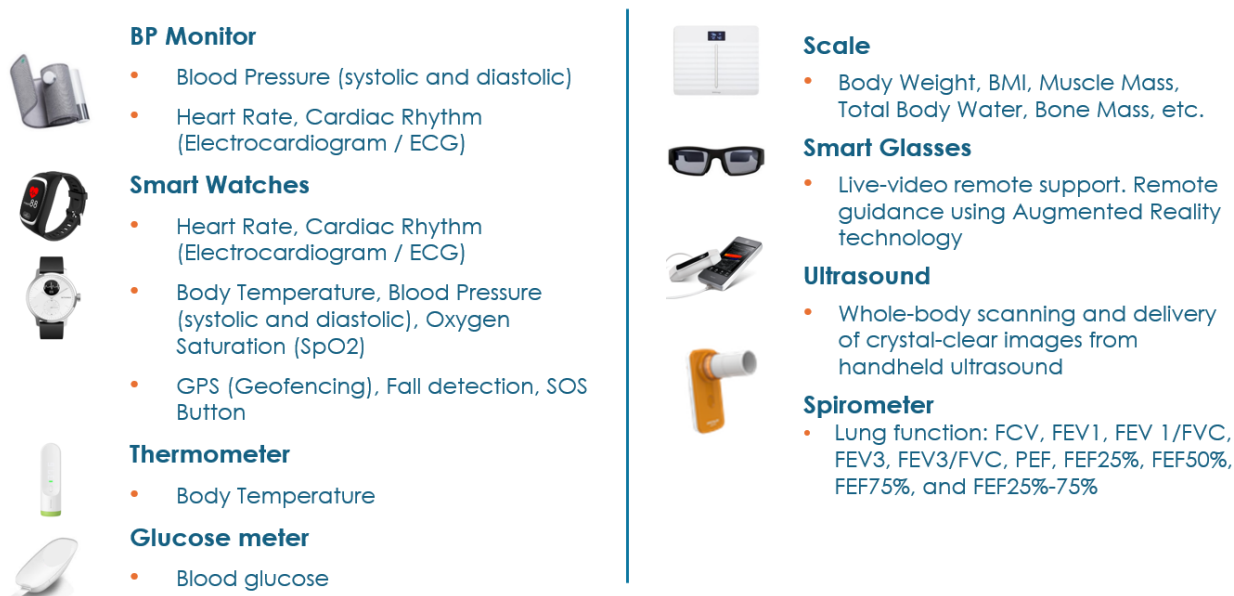 BP Monitor
• Blood Pressure (systolic and diastolic)
• Heart Rate, Cardiac Rhythm
(Electrocardiogram / ECG)
Smart Watches
• Heart Rate, Cardiac Rhythm
(Electrocardiogram / ECG)
• Body Temperature, Blood Pressure
(systolic and diastolic), Oxygen
Saturation (SpO2)
• GPS (Geofencing), Fall detection, SOS
Button
Thermometer
• Body Temperature
Glucose meter
• Blood glucose
Scale
• Body Weight, BMI, Muscle Mass,
Total Body Water, Bone Mass, etc.
Smart Glasses
• Live-video remote support. Remote
guidance using Augmented Reality
technology
Ultrasound
• Whole-body scanning and delivery
of crystal-clear images from
handheld ultrasound
Spirometer
• Lung function: FCV, FEV1, FEV 1/FVC,
FEV3, FEV3/FVC, PEF, FEF25%, FEF50%,
FEF75%, and FEF25%-75%